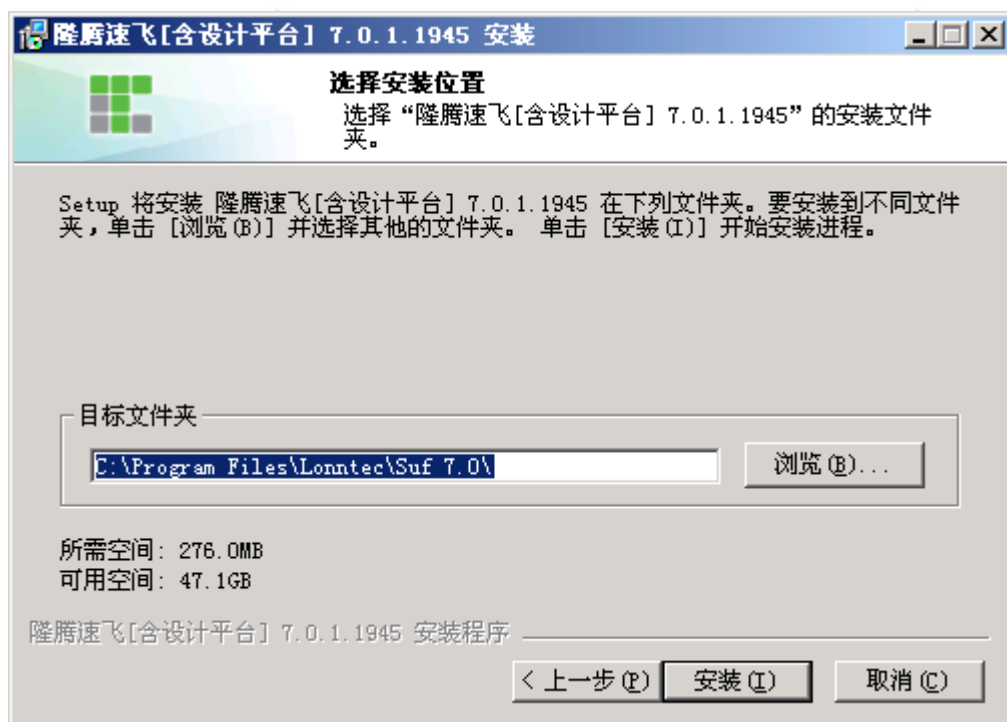 隆腾速飞[含设计平台] 7.0.1.1945 安装
选择安装位置
选择“隆腾速飞[含设计平台] 7.0.1.1945”的安装文件
夹。
Setup 将安装 隆腾速飞[含设计平台] 7.0.1.1945 在下列文件夹。要安装到不同文件
夹，单击 [浏览(B)] 并选择其他的文件夹。 单击 [安装(I)] 开始安装进程。
目标文件夹
C:\Program Files\Lonntec\Suf 7.0\
浏览(B)...
所需空间: 276.0MB
可用空间: 47.1GB
隆腾速飞[含设计平台] 7.0.1.1945 安装程序
< 上一步(P) 安装(I) 取消(C)